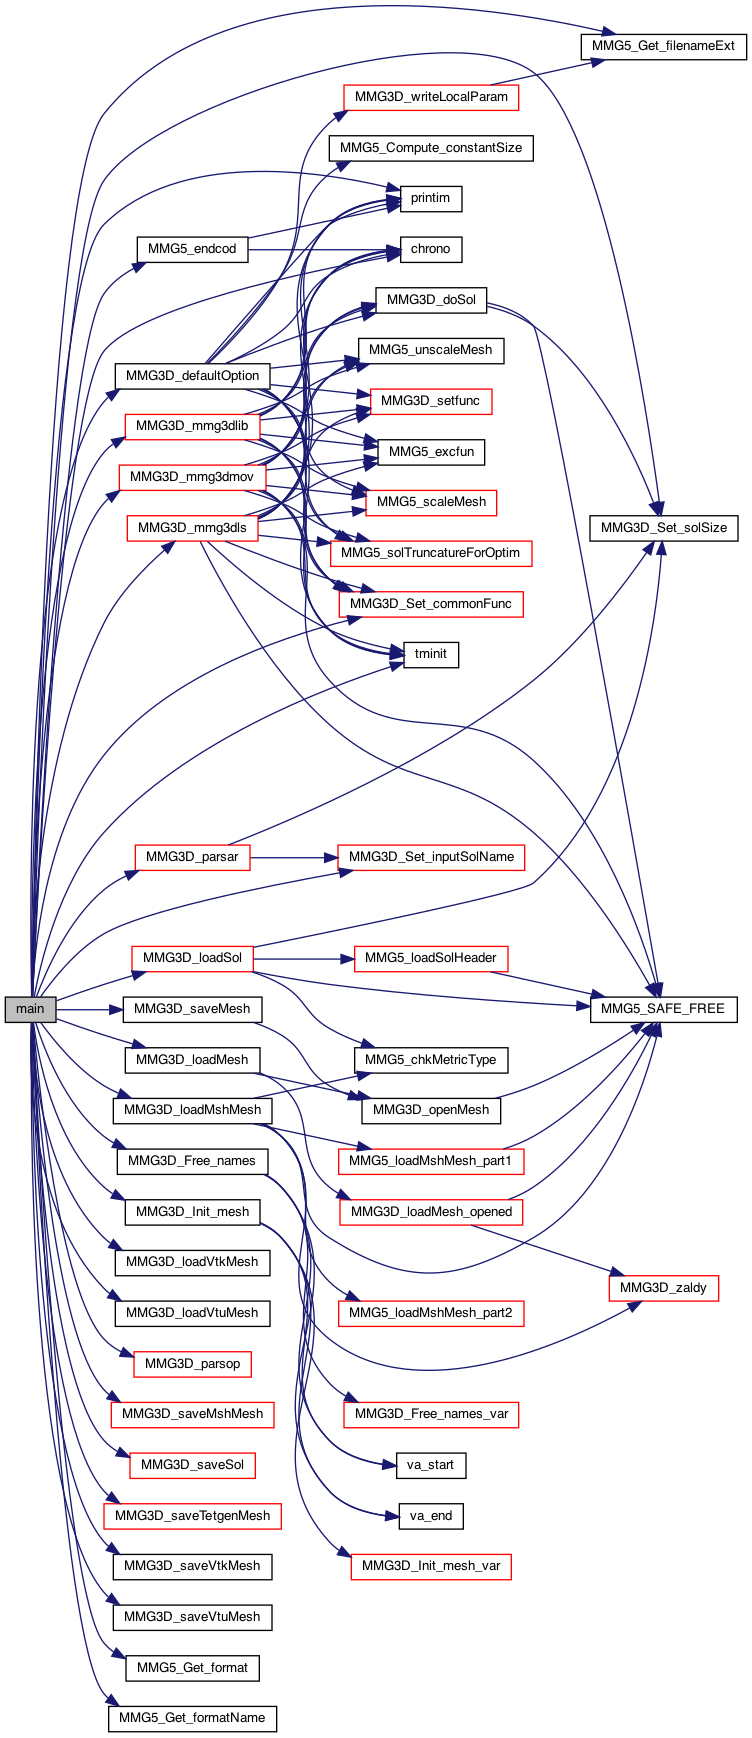 MMG5_Get_filenameExt
MMG3D_writeLocalParam
MMG5_Compute_constantSize
printim
MMG5_endcod
chrono
MMG3D_doSol
MMG5_unscaleMesh
MMG3D_defaultOption
MMG3D_setfunc
MMG3D_mmg3dlib
MMG5_excfun
MMG3D_mmg3dmov
MMG5_scaleMesh
MMG3D_mmg3dls
MMG3D_Set_solSize
MMG5_solTruncatureForOptim
MMG3D_Set_commonFunc
tminit
MMG3D_parsar
MMG3D_Set_inputSolName
MMG3D_loadSol
MMG5_loadSolHeader
main
MMG3D_saveMesh
MMG5_SAFE_FREE
MMG3D_loadMesh
MMG5_chkMetricType
MMG3D_loadMshMesh
MMG3D_openMesh
MMG3D_Free_names
MMG5_loadMshMesh_part1
MMG3D_Init_mesh
MMG3D_loadMesh_opened
MMG3D_loadVtkMesh
MMG3D_zaldy
MMG3D_loadVtuMesh
MMG5_loadMshMesh_part2
MMG3D_parsop
MMG3D_saveMshMesh
MMG3D_Free_names_var
MMG3D_saveSol
va_start
MMG3D_saveTetgenMesh
va_end
MMG3D_saveVtkMesh
MMG3D_Init_mesh_var
MMG3D_saveVtuMesh
MMG5_Get_format
MMG5_Get_formatName